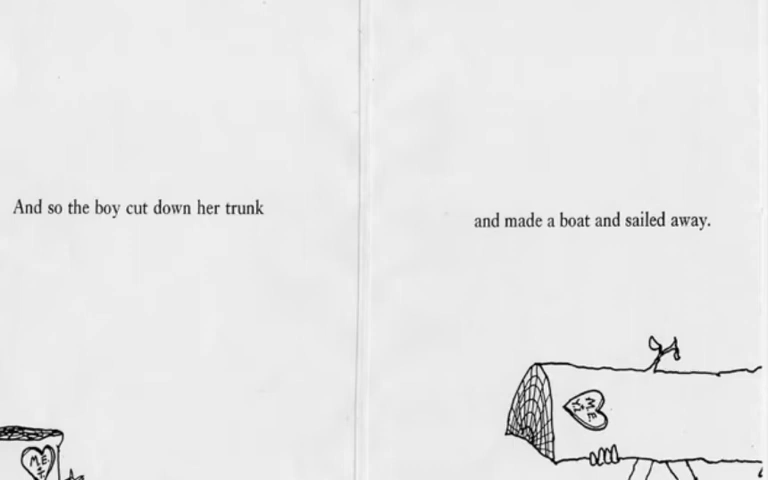 And so the boy cut down her trunk
and made a boat and sailed away.
M.E.
M.E.